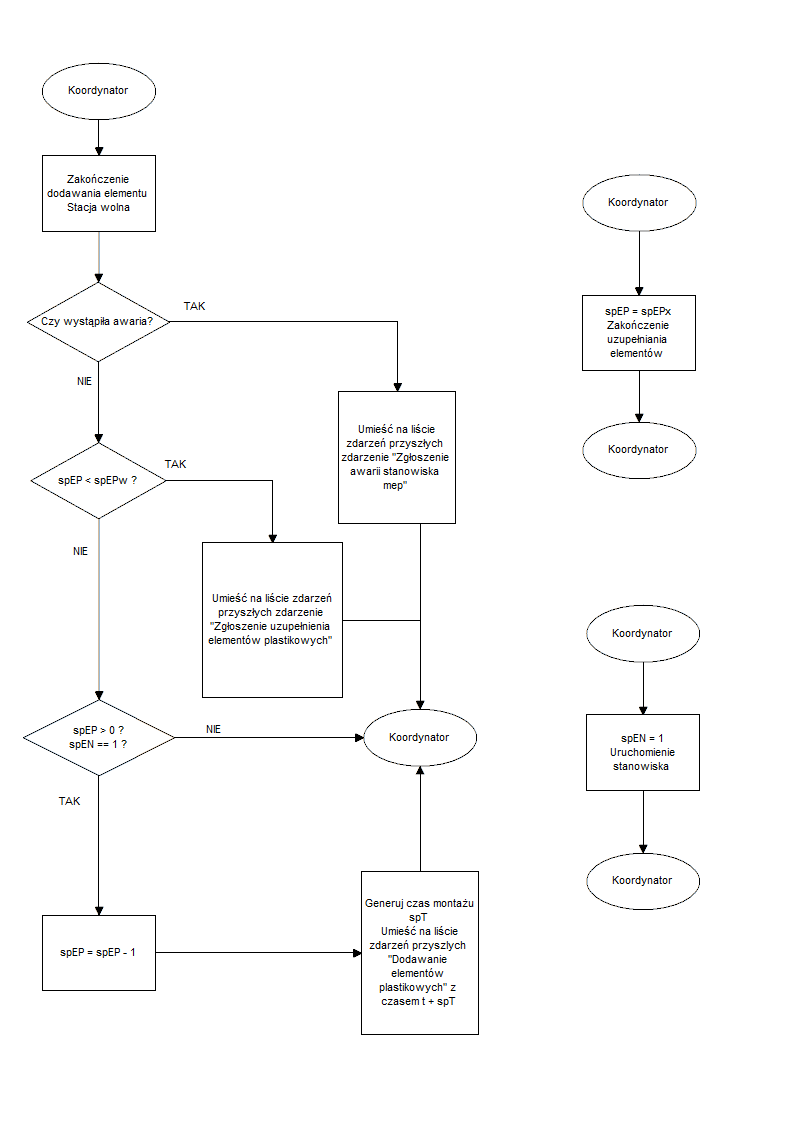 Koordynator
Zakończenie
dodawania elementu
Stacja wolna
Czy wystąpiła awaria?
TAK
NIE
Umieść na liście
zdarzeń przyszłych
zdarzenie "Zgłoszenie
awarii stanowiska
mep"
spEP < spEPw ?
TAK
NIE
Umieść na liście zdarzeń
przyszłych zdarzenie
"Zgłoszenie uzupełnienia
elementów plastikowych"
spEP > 0 ?
spEN == 1 ?
NIE
Koordynator
TAK
spEP = spEP - 1
Generuj czas montażu
spT
Umieść na liście
zdarzeń przyszlych
"Dodawanie
elementów
plastikowych" z
czasem t + spT
Koordynator
spEP = spEPx
Zakończenie
uzupełniania
elementów
Koordynator
Koordynator
spEN = 1
Uruchomienie
stanowiska
Koordynator